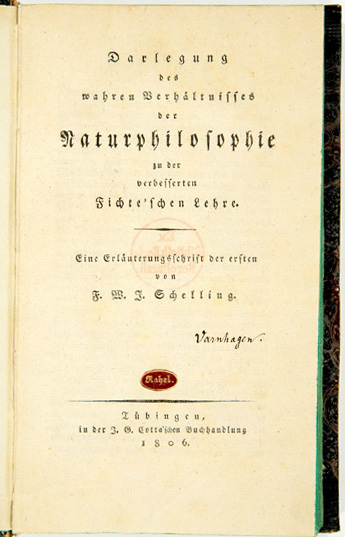 Darlegung
des
wahren Verhältnisses
der
Naturphilosophie
zu der
verbesserten
Fichte'schen Lehre.
Eine Erläuterungsschrift der ersten
von
F. W. J. Schelling.
Varnhagen.
Rahel.
Tübingen,
in der J. G. Cotta'schen Buchhandlung
1806.